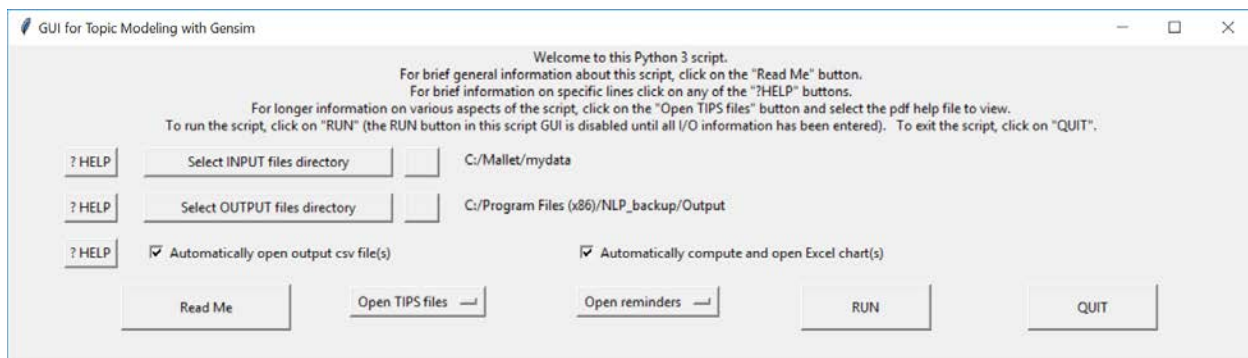 GUI for Topic Modeling with Gensim
Welcome to this Python 3 script.
For brief general information about this script, click on the "Read Me" button.
For brief information on specific lines click on any of the "?HELP" buttons.
For longer information on various aspects of the script, click on the "Open TIPS files" button and select the pdf help file to view.
To run the script, click on "RUN" (the RUN button in this script GUI is disabled until all I/O information has been entered). To exit the script, click on "QUIT".
? HELP Select INPUT files directory C:/Mallet/mydata
? HELP Select OUTPUT files directory C:/Program Files (x86)/NLP_backup/Output
? HELP Automatically open output csv file(s) Automatically compute and open Excel chart(s)
Read Me Open TIPS files Open reminders RUN QUIT